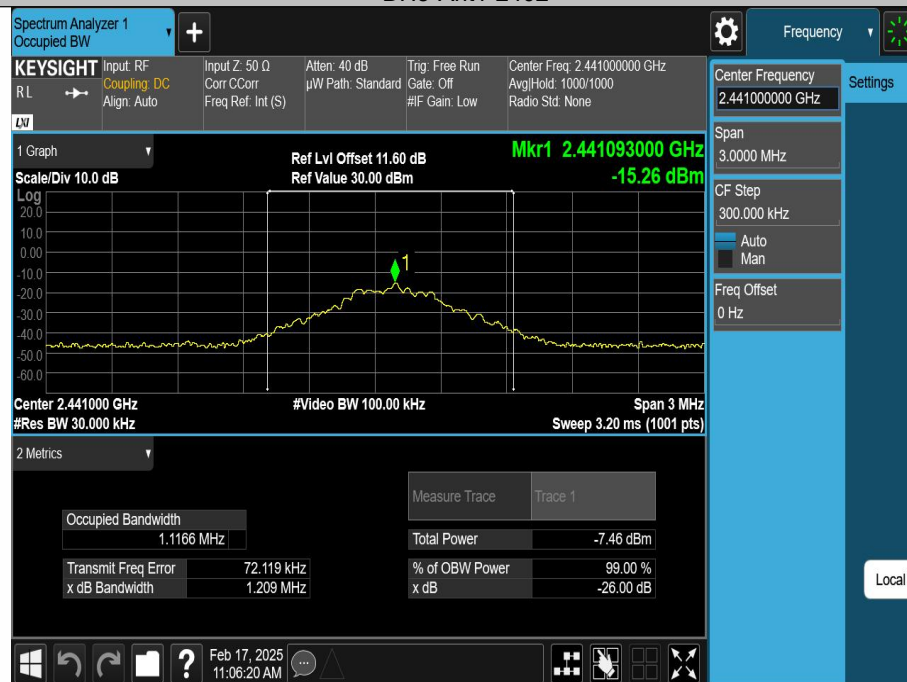 Spectrum Analyzer 1
Occupied BW
Frequency
KEYSIGHT
RL
LXI
Input: RF
Coupling: DC
Align: Auto
Input Z: 50 Ω
Corr CCorr
Freq Ref: Int (S)
Atten: 40 dB
µW Path: Standard
Trig: Free Run
Gate: Off
#IF Gain: Low
Center Freq: 2.441000000 GHz
Avg|Hold: 1000/1000
Radio Std: None
Center Frequency
2.441000000 GHz
Settings
Span
3.0000 MHz
CF Step
300.000 kHz
Auto
Man
Freq Offset
0 Hz
Local
1 Graph
Scale/Div 10.0 dB
Ref Lvl Offset 11.60 dB
Ref Value 30.00 dBm
Mkr1 2.441093000 GHz
-15.26 dBm
Log
20.0
10.0
0.00
-10.0
-20.0
-30.0
-40.0
-50.0
-60.0
1
Center 2.441000 GHz
#Video BW 100.00 kHz
Span 3 MHz
#Res BW 30.000 kHz
Sweep 3.20 ms (1001 pts)
2 Metrics
Measure Trace
Trace 1
Occupied Bandwidth
1.1166 MHz
Total Power
-7.46 dBm
Transmit Freq Error
72.119 kHz
% of OBW Power
99.00 %
x dB Bandwidth
1.209 MHz
x dB
-26.00 dB
?
Feb 17, 2025
11:06:20 AM